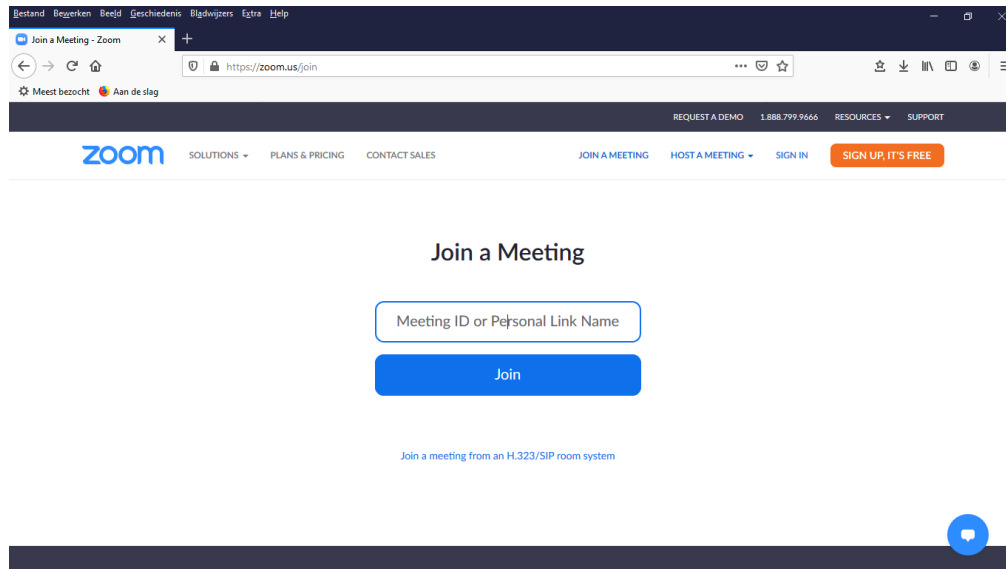 Bestand Bewerken Beeld Geschiedenis Bladwijzers Extra Help
Join a Meeting - Zoom
https://zoom.us/join
Meest bezocht Aan de slag
REQUEST A DEMO 1.888.799.9666 RESOURCES SUPPORT
zoom SOLUTIONS PLANS & PRICING CONTACT SALES JOIN A MEETING HOST A MEETING SIGN IN SIGN UP, IT'S FREE
Join a Meeting
Meeting ID or Personal Link Name
Join
Join a meeting from an H.323/SIP room system